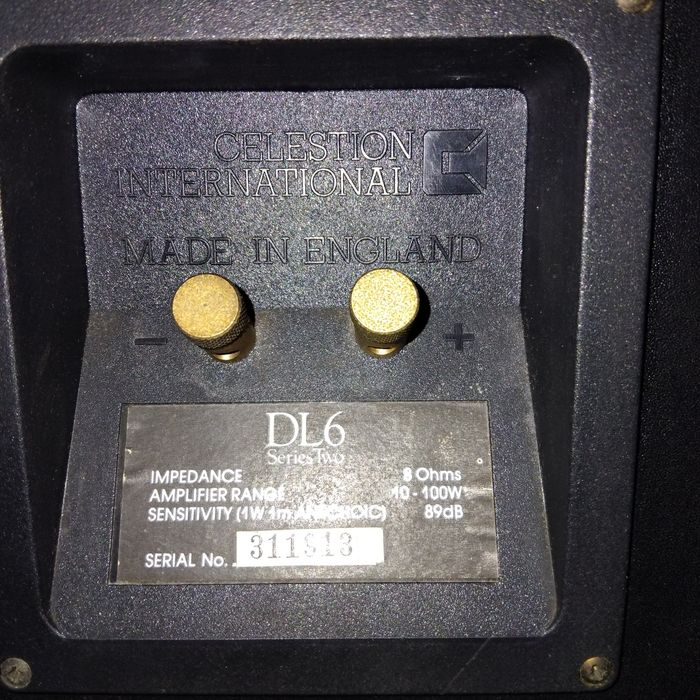 CELESTION
INTERNATIONAL
MADE IN ENGLAND
- +
DL6
Series Two
IMPEDANCE 8 Ohms
AMPLIFIER RANGE 10 - 100W
SENSITIVITY (1W 1m ANECHOIC) 89dB
SERIAL No.